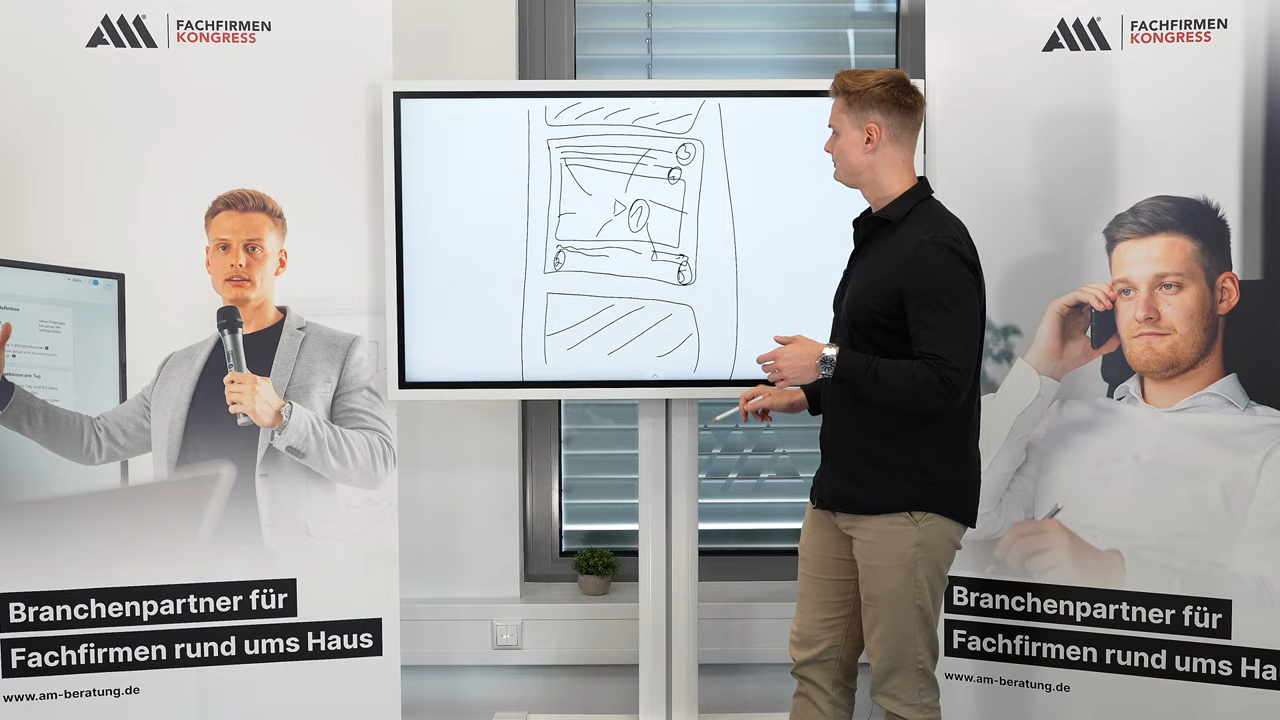 FACHFIRMEN
KONGRESS
Branchenpartner für
Fachfirmen rund ums Haus
www.am-beratung.de
FACHFIRMEN
KONGRESS
Branchenpartner für
Fachfirmen rund ums Ha
www.am-beratung.de